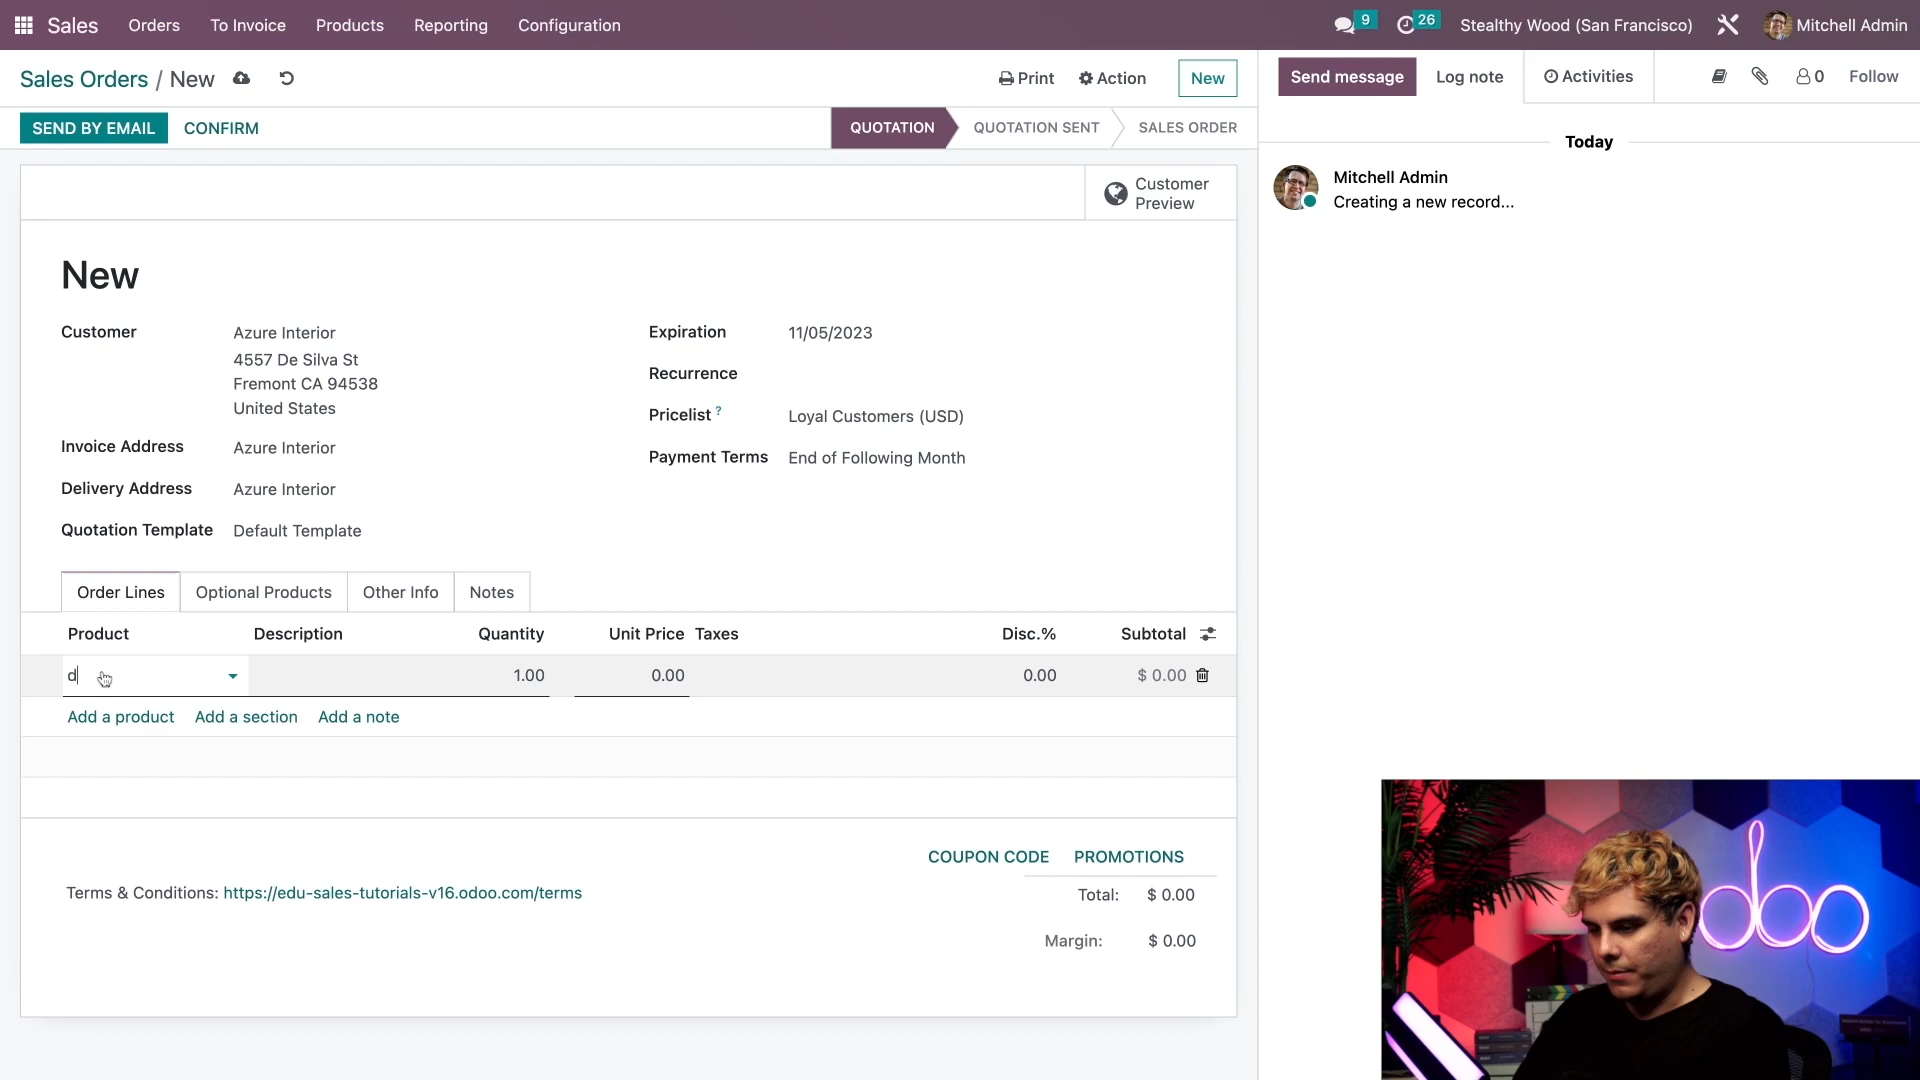 Sales Orders To Invoice Products Reporting Configuration 9 26 Stealthy Wood (San Francisco) Mitchell Admin
Sales Orders / New Print Action New
Send message Log note Activities 0 Follow
SEND BY EMAIL CONFIRM QUOTATION QUOTATION SENT SALES ORDER
Today
Mitchell Admin
Creating a new record...
Customer
Preview
New
Customer Azure Interior
4557 De Silva St
Fremont CA 94538
United States
Invoice Address Azure Interior
Delivery Address Azure Interior
Quotation Template Default Template
Expiration 11/05/2023
Recurrence
Pricelist ? Loyal Customers (USD)
Payment Terms End of Following Month
Order Lines Optional Products Other Info Notes
Product Description Quantity Unit Price Taxes Disc.% Subtotal
d 1.00 0.00 0.00 $ 0.00
Add a product Add a section Add a note
COUPON CODE PROMOTIONS
Terms & Conditions: https://edu-sales-tutorials-v16.odoo.com/terms
Total: $ 0.00
Margin: $ 0.00
odoo